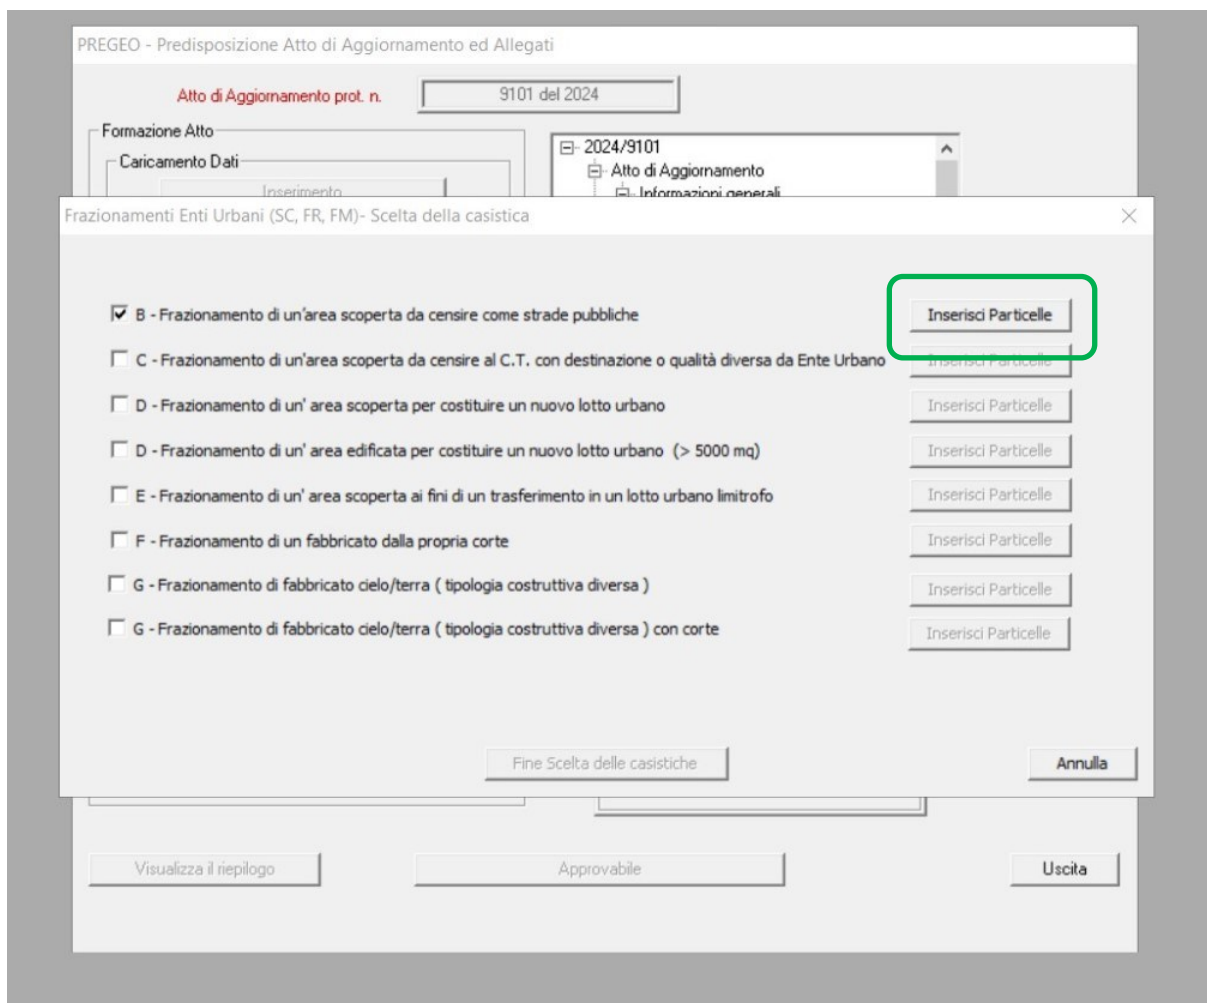 PREGEO - Predisposizione Atto di Aggiornamento ed Allegati
Atto di Aggiornamento prot. n. 9101 del 2024
Formazione Atto
Caricamento Dati
Inserimento
2024/9101
Atto di Aggiornamento
Informazioni generali
Frazionamenti Enti Urbani (SC, FR, FM)- Scelta della casistica
B - Frazionamento di un'area scoperta da censire come strade pubbliche Inserisci Particelle
C - Frazionamento di un'area scoperta da censire al C.T. con destinazione o qualità diversa da Ente Urbano Inserisci Particelle
D - Frazionamento di un' area scoperta per costituire un nuovo lotto urbano Inserisci Particelle
D - Frazionamento di un' area edificata per costituire un nuovo lotto urbano (> 5000 mq) Inserisci Particelle
E - Frazionamento di un' area scoperta ai fini di un trasferimento in un lotto urbano limitrofo Inserisci Particelle
F - Frazionamento di un fabbricato dalla propria corte Inserisci Particelle
G - Frazionamento di fabbricato cielo/terra ( tipologia costruttiva diversa ) Inserisci Particelle
G - Frazionamento di fabbricato cielo/terra ( tipologia costruttiva diversa ) con corte Inserisci Particelle
Fine Scelta delle casistiche Annulla
Visualizza il riepilogo Approvabile Uscita